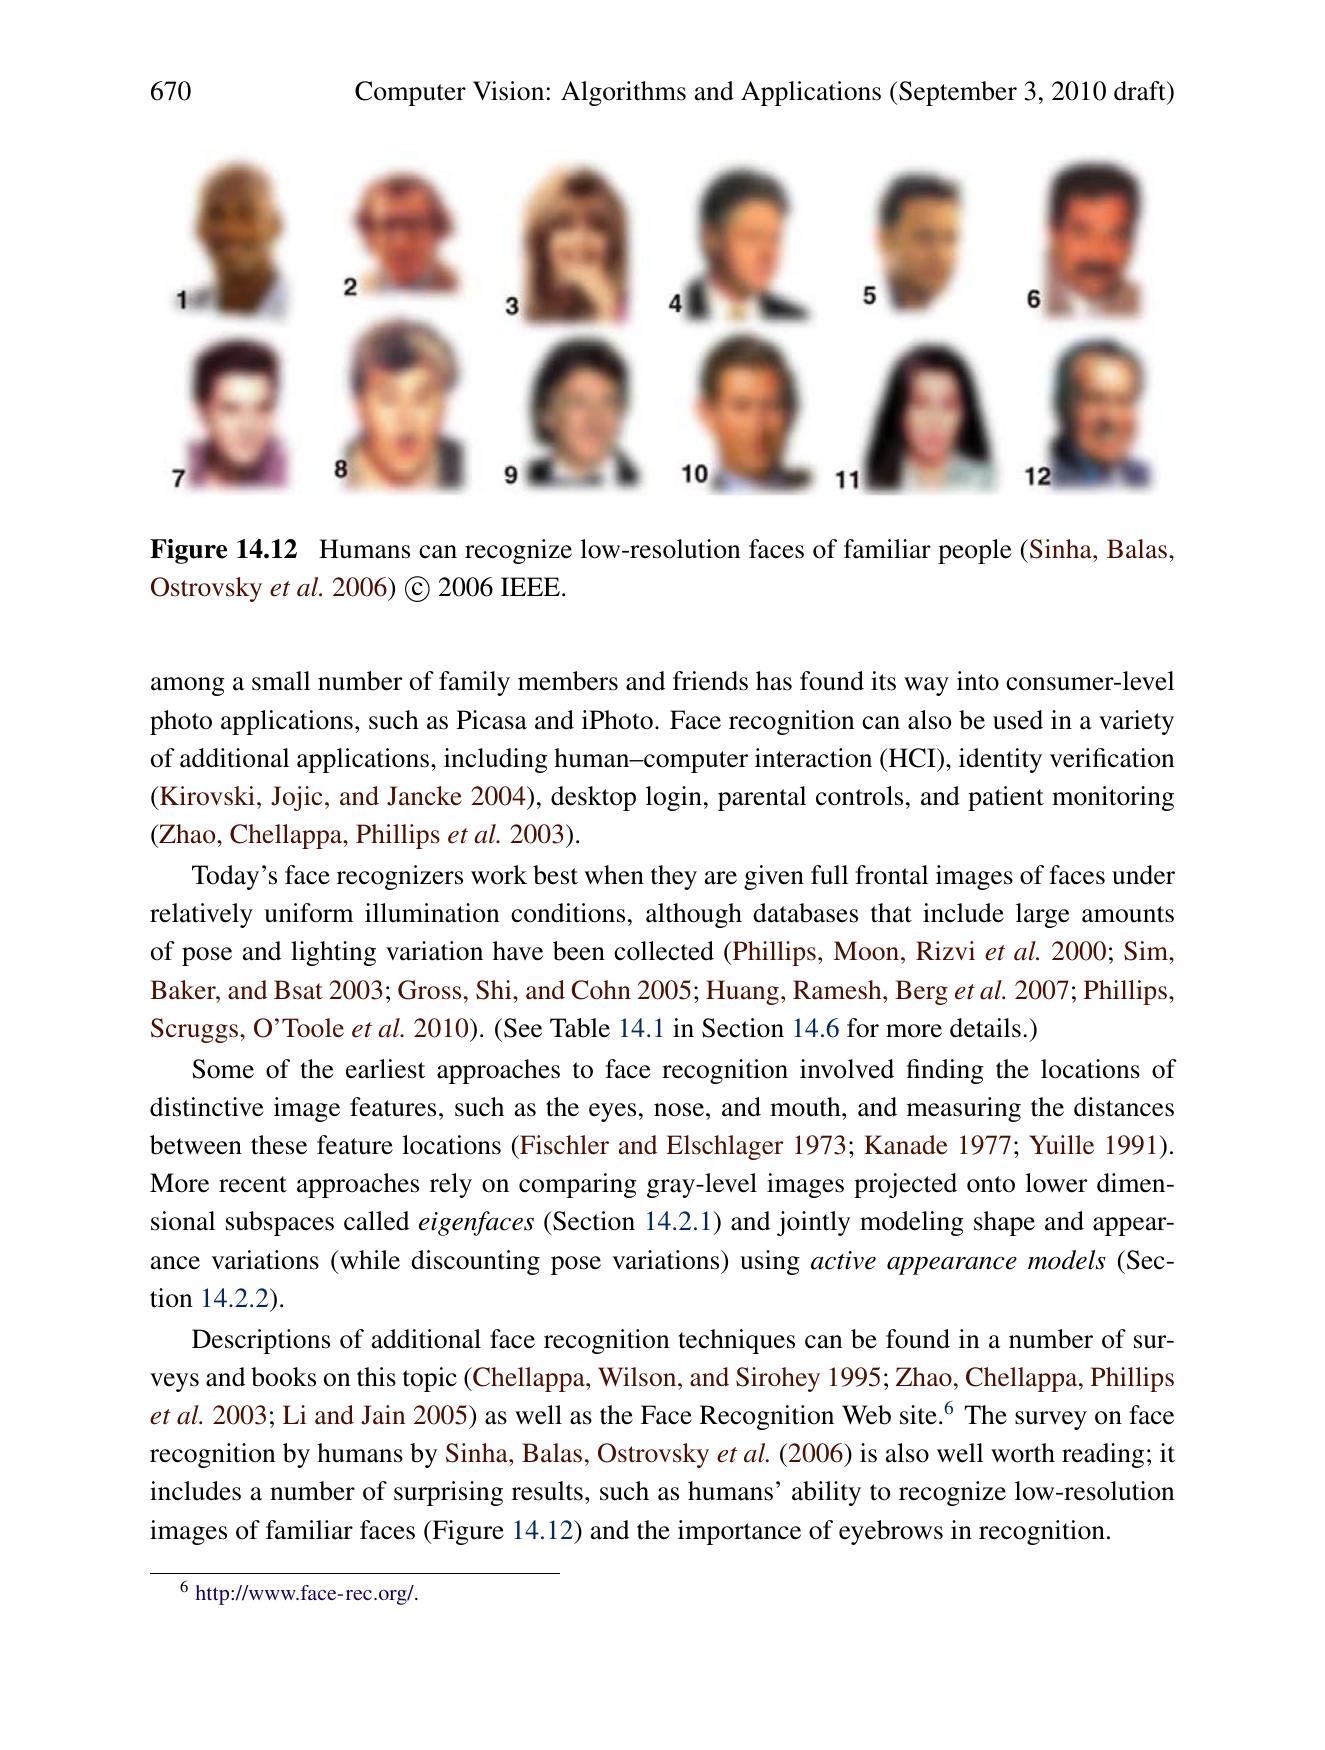 670 Computer Vision: Algorithms and Applications (September 3, 2010 draft)
1 2 3 4 5 6
7 8 9 10 11 12
Figure 14.12 Humans can recognize low-resolution faces of familiar people (Sinha, Balas,
Ostrovsky et al. 2006) © 2006 IEEE.
among a small number of family members and friends has found its way into consumer-level
photo applications, such as Picasa and iPhoto. Face recognition can also be used in a variety
of additional applications, including human–computer interaction (HCI), identity verification
(Kirovski, Jojic, and Jancke 2004), desktop login, parental controls, and patient monitoring
(Zhao, Chellappa, Phillips et al. 2003).
Today's face recognizers work best when they are given full frontal images of faces under
relatively uniform illumination conditions, although databases that include large amounts
of pose and lighting variation have been collected (Phillips, Moon, Rizvi et al. 2000; Sim,
Baker, and Bsat 2003; Gross, Shi, and Cohn 2005; Huang, Ramesh, Berg et al. 2007; Phillips,
Scruggs, O'Toole et al. 2010). (See Table 14.1 in Section 14.6 for more details.)
Some of the earliest approaches to face recognition involved finding the locations of
distinctive image features, such as the eyes, nose, and mouth, and measuring the distances
between these feature locations (Fischler and Elschlager 1973; Kanade 1977; Yuille 1991).
More recent approaches rely on comparing gray-level images projected onto lower dimen-
sional subspaces called eigenfaces (Section 14.2.1) and jointly modeling shape and appear-
ance variations (while discounting pose variations) using active appearance models (Sec-
tion 14.2.2).
Descriptions of additional face recognition techniques can be found in a number of sur-
veys and books on this topic (Chellappa, Wilson, and Sirohey 1995; Zhao, Chellappa, Phillips
et al. 2003; Li and Jain 2005) as well as the Face Recognition Web site.6 The survey on face
recognition by humans by Sinha, Balas, Ostrovsky et al. (2006) is also well worth reading; it
includes a number of surprising results, such as humans' ability to recognize low-resolution
images of familiar faces (Figure 14.12) and the importance of eyebrows in recognition.
6 http://www.face-rec.org/.